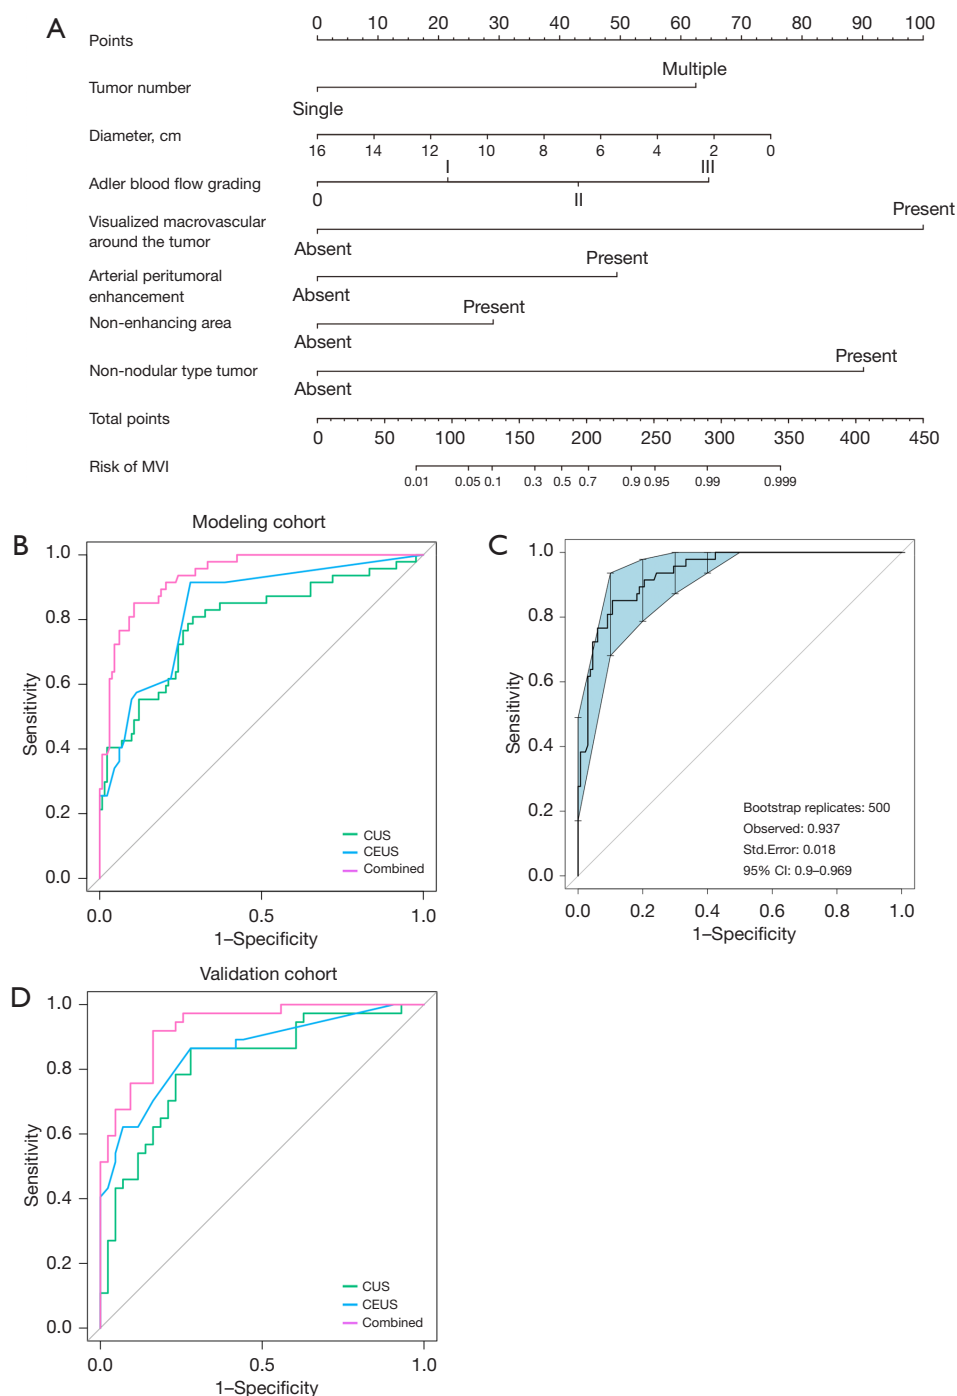 A
Points
0 10 20 30 40 50 60 70 80 90 100
Tumor number
Multiple
Single
Diameter, cm
16 14 12 10 8 6 4 2 0
Adler blood flow grading
I III
0 II
Visualized macrovascular
around the tumor
Present
Absent
Arterial peritumoral
enhancement
Present
Absent
Non-enhancing area
Present
Absent
Non-nodular type tumor
Present
Absent
Total points
0 50 100 150 200 250 300 350 400 450
Risk of MVI
0.01 0.05 0.1 0.3 0.5 0.7 0.9 0.95 0.99 0.999
B
Modeling cohort
Sensitivity
1.0
0.8
0.6
0.4
0.2
0.0
CUS
CEUS
Combined
0.0 0.5 1.0
1–Specificity
C
Sensitivity
1.0
0.8
0.6
0.4
0.2
0.0
Bootstrap replicates: 500
Observed: 0.937
Std.Error: 0.018
95% CI: 0.9–0.969
0.0 0.2 0.4 0.6 0.8 1.0
1–Specificity
D
Validation cohort
Sensitivity
1.0
0.8
0.6
0.4
0.2
0.0
CUS
CEUS
Combined
0.0 0.5 1.0
1–Specificity